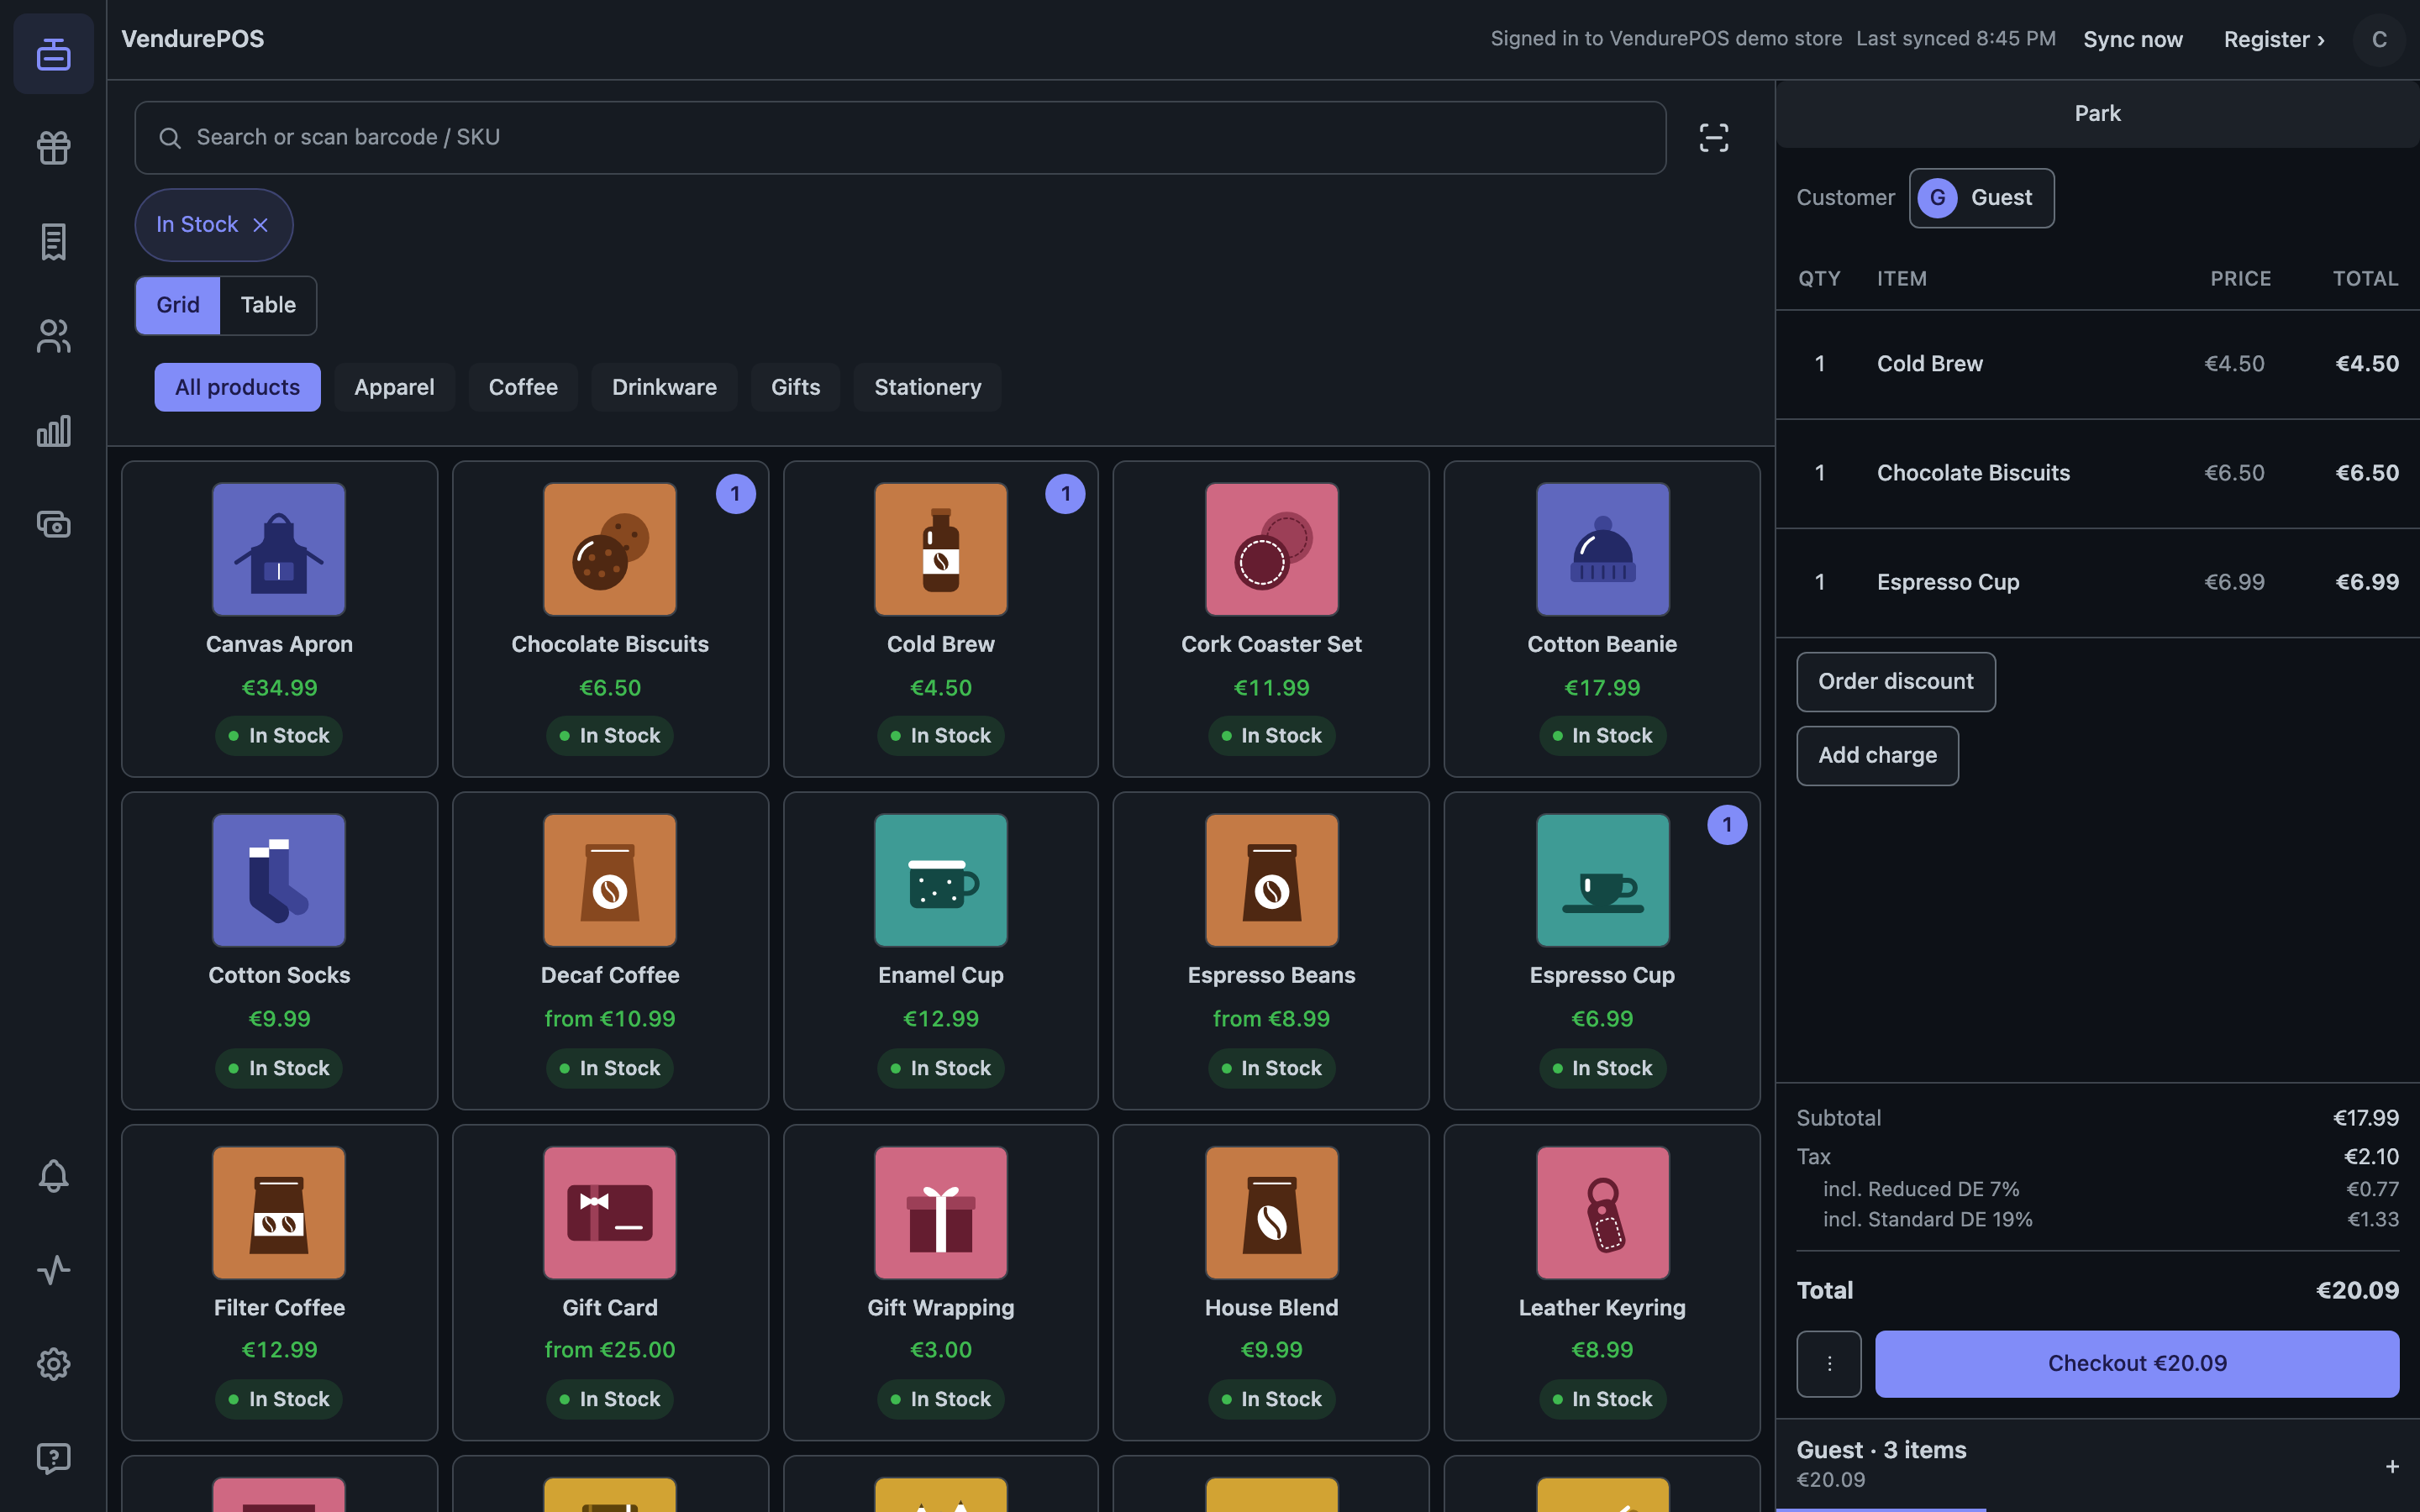 VendurePOS
Signed in to VendurePOS demo store Last synced 8:45 PM Sync now Register › C
Search or scan barcode / SKU
In Stock
Grid Table
All products Apparel Coffee Drinkware Gifts Stationery
1 1
Canvas Apron Chocolate Biscuits Cold Brew Cork Coaster Set Cotton Beanie
€34.99 €6.50 €4.50 €11.99 €17.99
In Stock In Stock In Stock In Stock In Stock
1
Cotton Socks Decaf Coffee Enamel Cup Espresso Beans Espresso Cup
€9.99 from €10.99 €12.99 from €8.99 €6.99
In Stock In Stock In Stock In Stock In Stock
Filter Coffee Gift Card Gift Wrapping House Blend Leather Keyring
€12.99 from €25.00 €3.00 €9.99 €8.99
In Stock In Stock In Stock In Stock In Stock
Park
Customer G Guest
QTY ITEM PRICE TOTAL
1 Cold Brew €4.50 €4.50
1 Chocolate Biscuits €6.50 €6.50
1 Espresso Cup €6.99 €6.99
Order discount
Add charge
Subtotal €17.99
Tax €2.10
incl. Reduced DE 7% €0.77
incl. Standard DE 19% €1.33
Total €20.09
Checkout €20.09
Guest · 3 items
€20.09 +